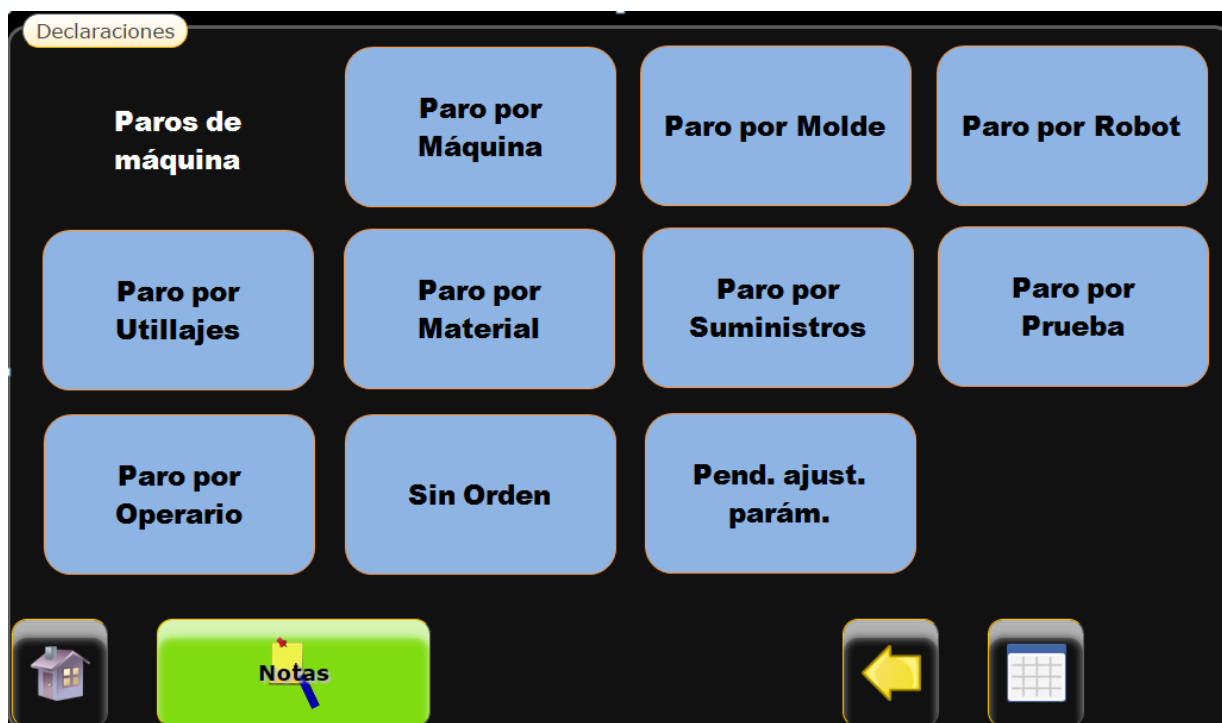 Declaraciones
Paros de
máquina
Paro por
Máquina
Paro por Molde
Paro por Robot
Paro por
Utillajes
Paro por
Material
Paro por
Suministros
Paro por
Prueba
Paro por
Operario
Sin Orden
Pend. ajust.
parám.
Notas